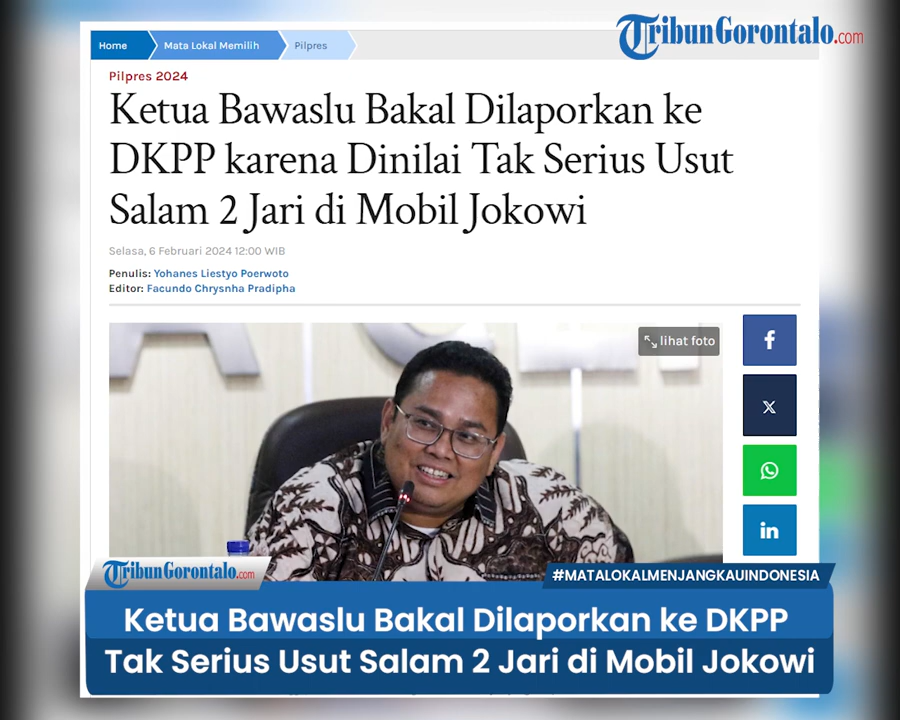 TribunGorontalo.com
Home Mata Lokal Memilih Pilpres
Pilpres 2024
Ketua Bawaslu Bakal Dilaporkan ke
DKPP karena Dinilai Tak Serius Usut
Salam 2 Jari di Mobil Jokowi
Selasa, 6 Februari 2024 12:00 WIB
Penulis: Yohanes Liestyo Poerwoto
Editor: Facundo Chrysnha Pradipha
lihat foto
f
X
in
TribunGorontalo.com
#MATALOKALMENJANGKAUINDONESIA
Ketua Bawaslu Bakal Dilaporkan ke DKPP
Tak Serius Usut Salam 2 Jari di Mobil Jokowi